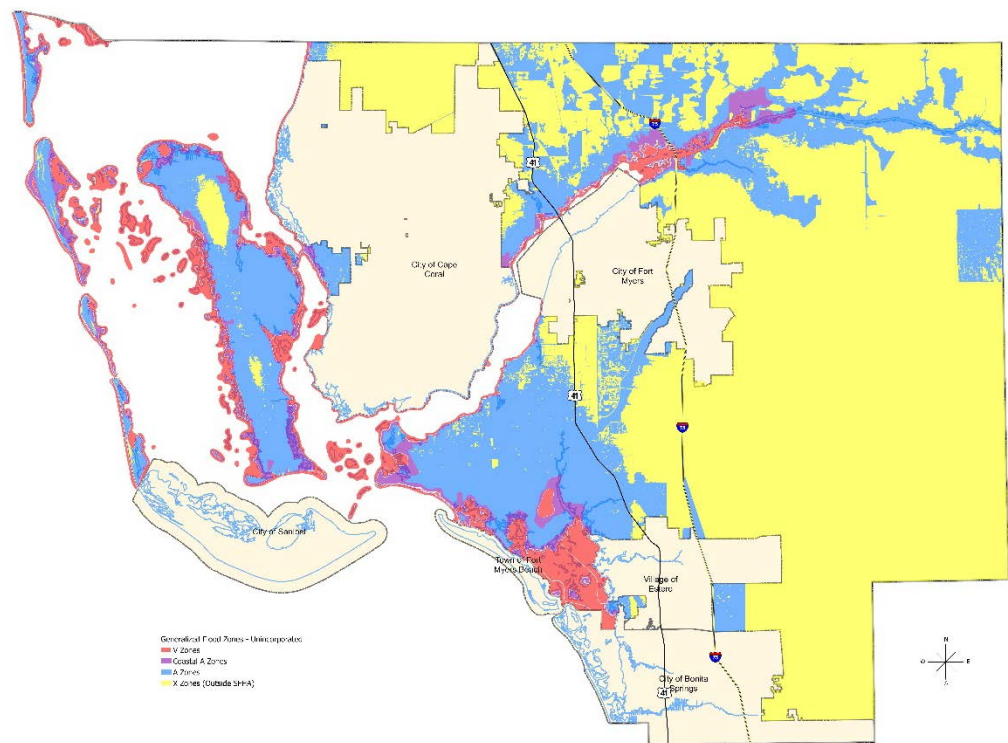 75
41
City of Cape
Coral
City of Fort
Myers
41
75
City of Sanibel
Town of Fort
Myers Beach
Village of
Estero
Generalized Flood Zones - Unincorporated
V Zones
Coastal A Zones
A Zones
X Zones (Outside SFHA)
75
City of Bonita
Springs
41
N
E